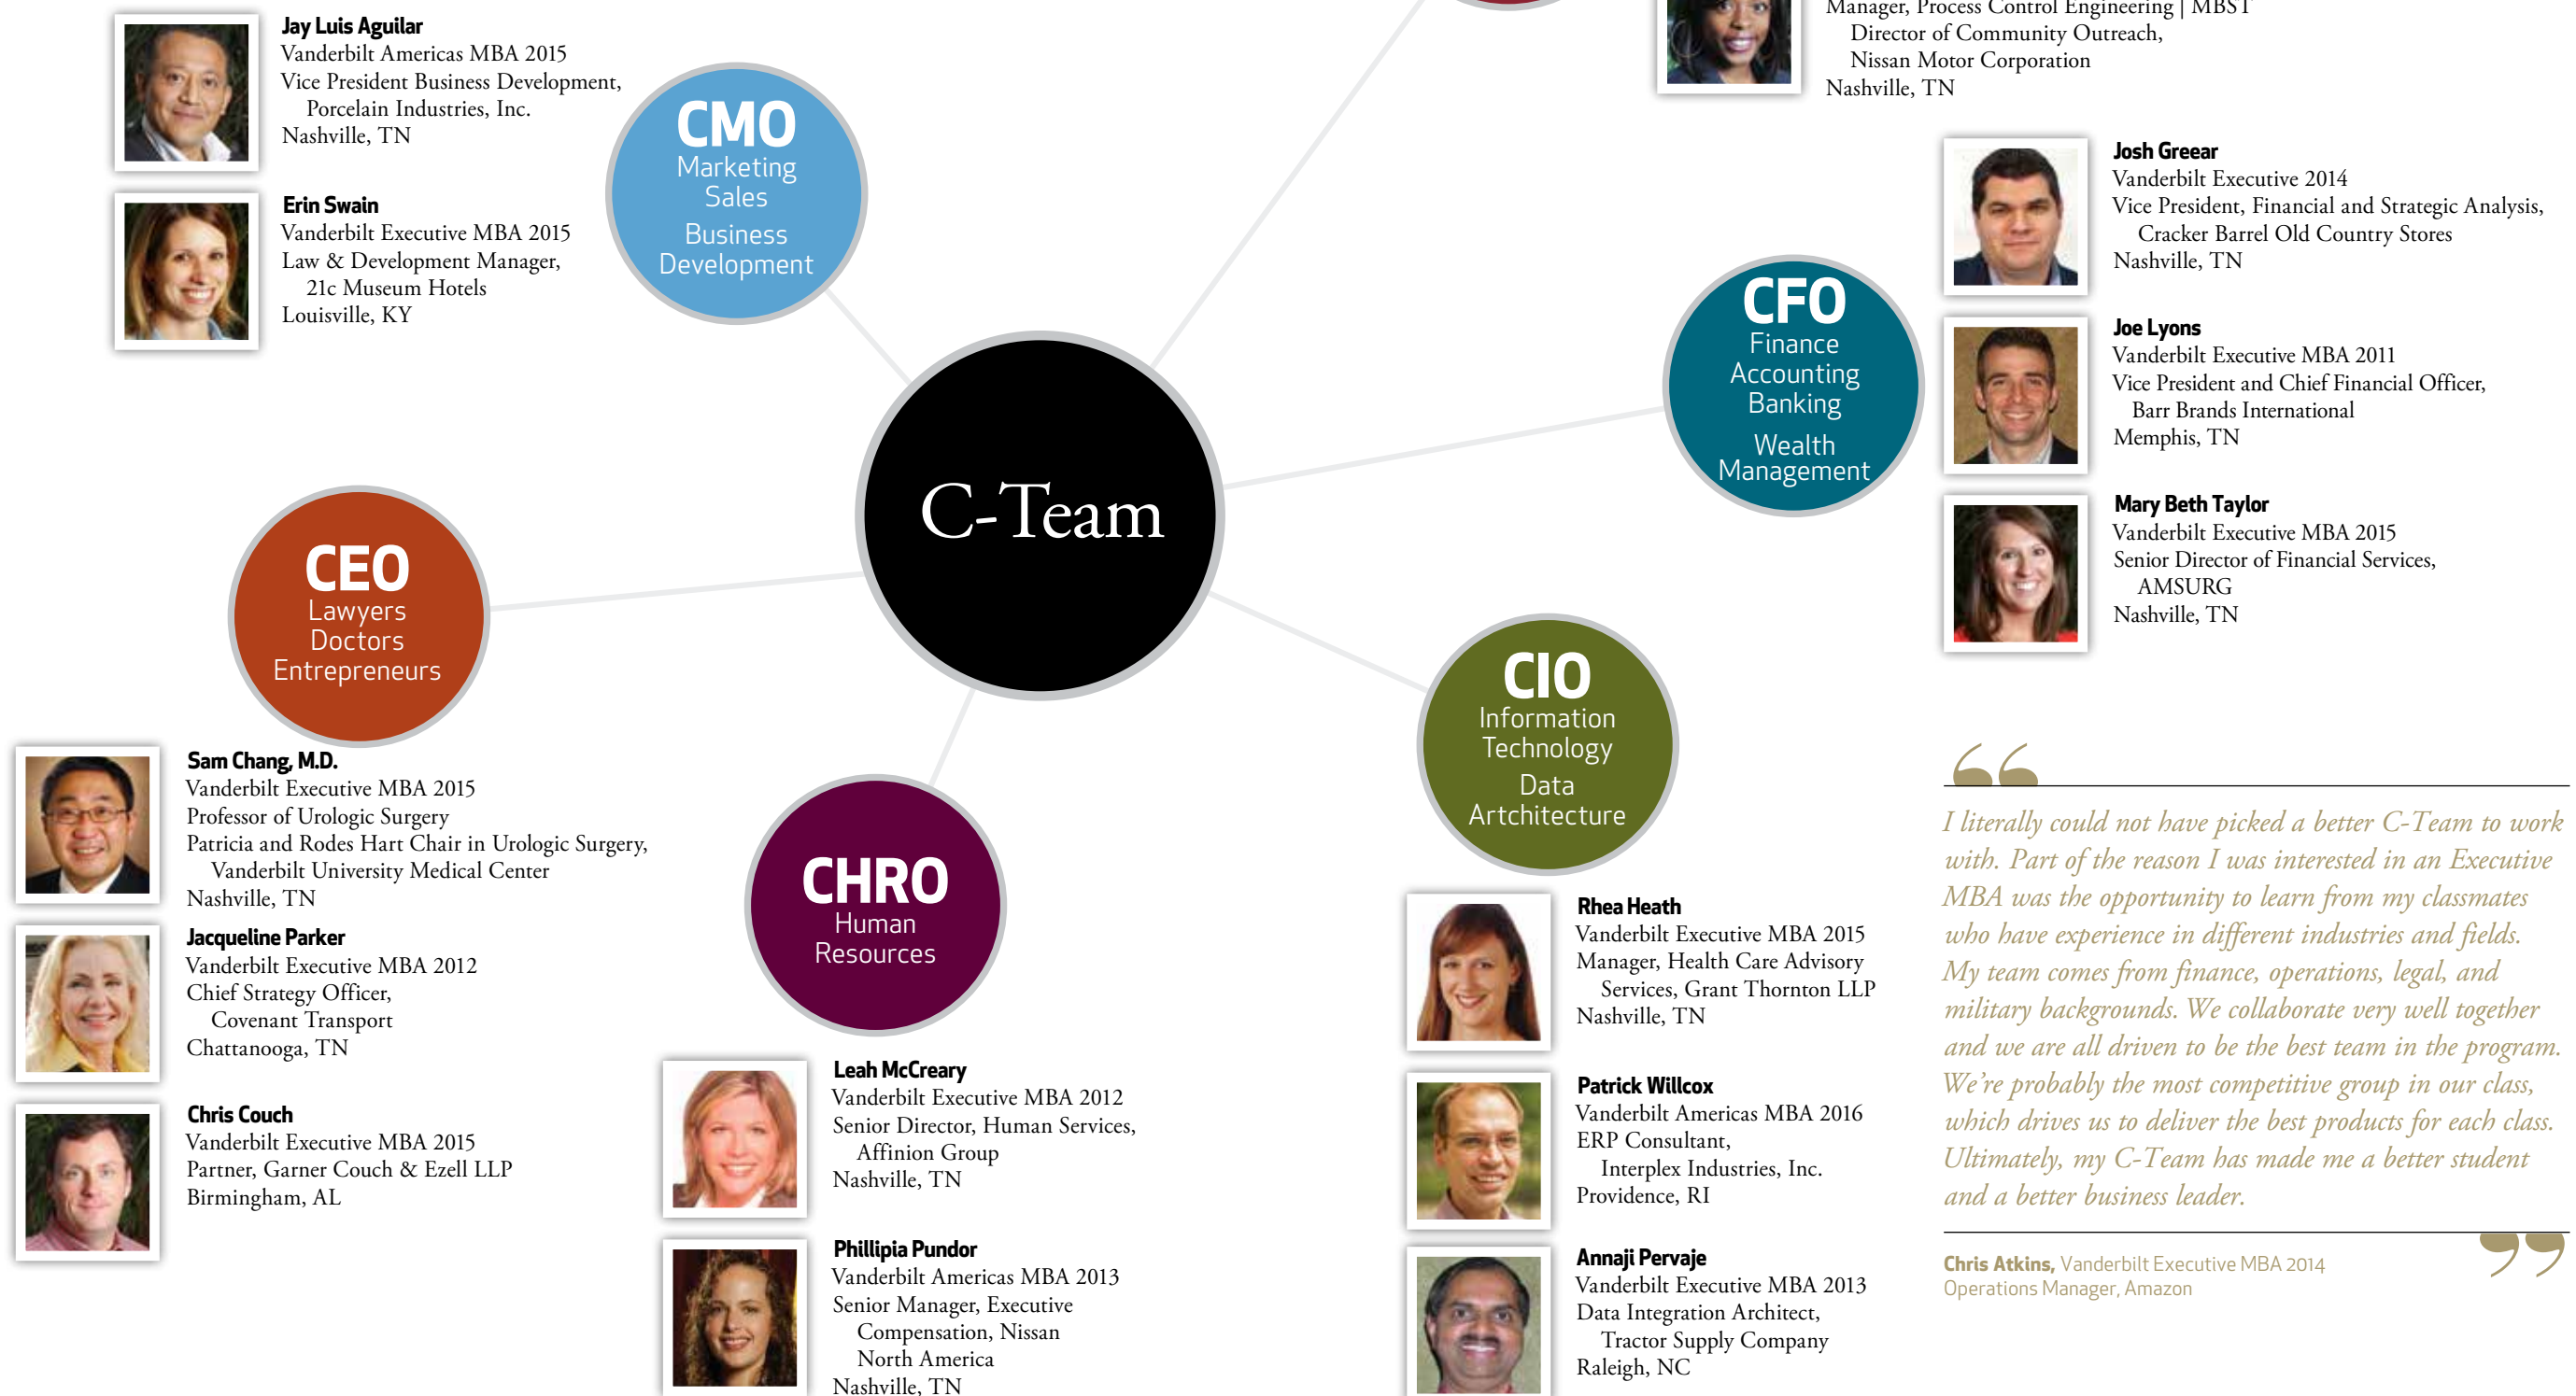 Jay Luis Aguilar
Vanderbilt Americas MBA 2015
Vice President Business Development,
Porcelain Industries, Inc.
Nashville, TN
Erin Swain
Vanderbilt Executive MBA 2015
Law & Development Manager,
21c Museum Hotels
Louisville, KY
CMO
Marketing
Sales
Business
Development
Manager, Process Control Engineering | MBST
Director of Community Outreach,
Nissan Motor Corporation
Nashville, TN
CFO
Finance
Accounting
Banking
Wealth
Management
Josh Greear
Vanderbilt Executive 2014
Vice President, Financial and Strategic Analysis,
Cracker Barrel Old Country Stores
Nashville, TN
Joe Lyons
Vanderbilt Executive MBA 2011
Vice President and Chief Financial Officer,
Barr Brands International
Memphis, TN
Mary Beth Taylor
Vanderbilt Executive MBA 2015
Senior Director of Financial Services,
AMSURG
Nashville, TN
C-Team
CEO
Lawyers
Doctors
Entrepreneurs
Sam Chang, M.D.
Vanderbilt Executive MBA 2015
Professor of Urologic Surgery
Patricia and Rodes Hart Chair in Urologic Surgery,
Vanderbilt University Medical Center
Nashville, TN
Jacqueline Parker
Vanderbilt Executive MBA 2012
Chief Strategy Officer,
Covenant Transport
Chattanooga, TN
Chris Couch
Vanderbilt Executive MBA 2015
Partner, Garner Couch & Ezell LLP
Birmingham, AL
CHRO
Human
Resources
Leah McCreary
Vanderbilt Executive MBA 2012
Senior Director, Human Services,
Affinion Group
Nashville, TN
Phillipia Pundor
Vanderbilt Americas MBA 2013
Senior Manager, Executive
Compensation, Nissan
North America
Nashville, TN
CIO
Information
Technology
Data
Artchitecture
Rhea Heath
Vanderbilt Executive MBA 2015
Manager, Health Care Advisory
Services, Grant Thornton LLP
Nashville, TN
Patrick Willcox
Vanderbilt Americas MBA 2016
ERP Consultant,
Interplex Industries, Inc.
Providence, RI
Annaji Pervaje
Vanderbilt Executive MBA 2013
Data Integration Architect,
Tractor Supply Company
Raleigh, NC
“
I literally could not have picked a better C-Team to work
with. Part of the reason I was interested in an Executive
MBA was the opportunity to learn from my classmates
who have experience in different industries and fields.
My team comes from finance, operations, legal, and
military backgrounds. We collaborate very well together
and we are all driven to be the best team in the program.
We’re probably the most competitive group in our class,
which drives us to deliver the best products for each class.
Ultimately, my C-Team has made me a better student
and a better business leader.
”
Chris Atkins, Vanderbilt Executive MBA 2014
Operations Manager, Amazon